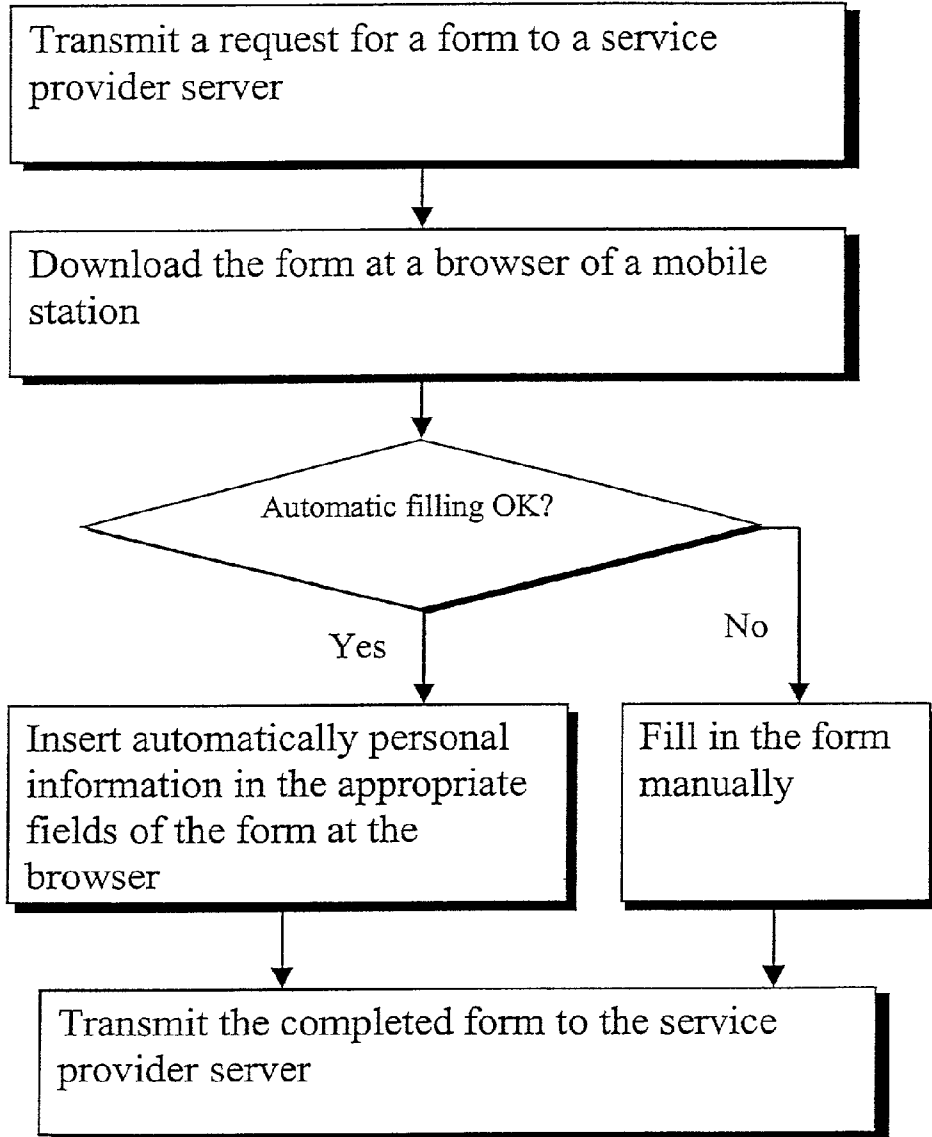 Transmit a request for a form to a service
provider server
Download the form at a browser of a mobile
station
Automatic filling OK?
Yes
No
Insert automatically personal
information in the appropriate
fields of the form at the
browser
Fill in the form
manually
Transmit the completed form to the service
provider server